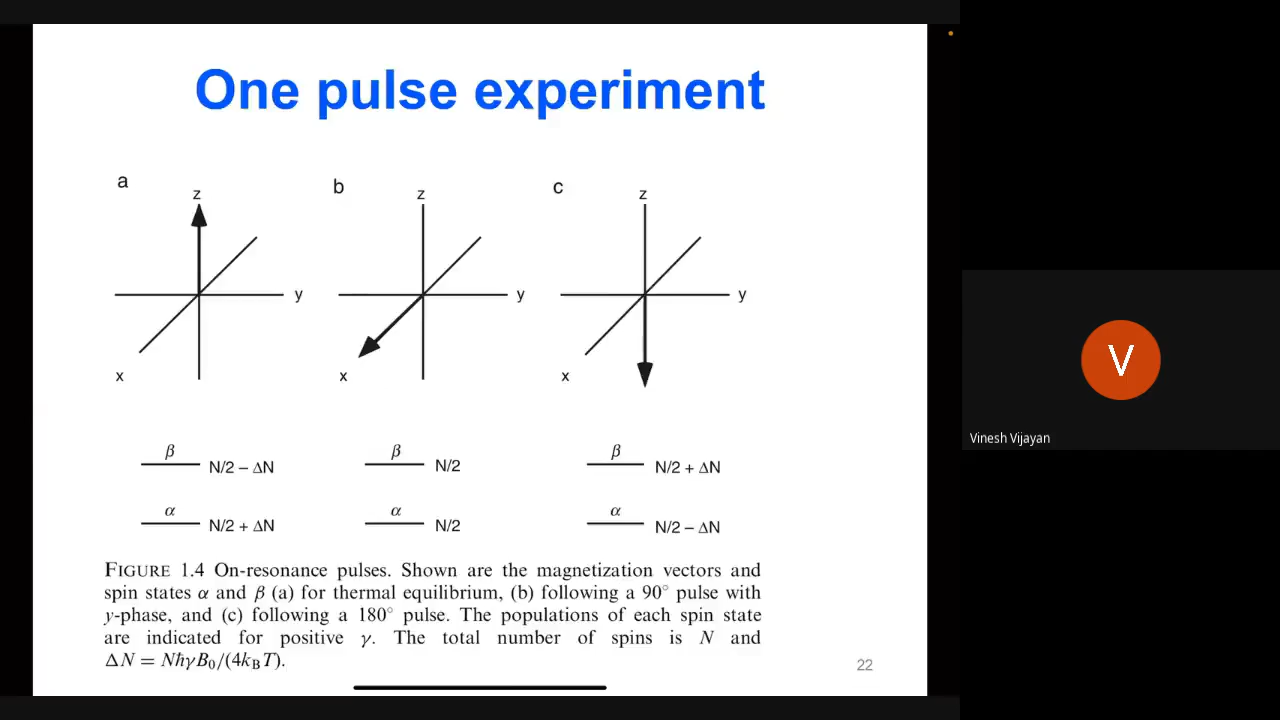 One pulse experiment
a
b
c
z
z
z
y
y
y
x
x
x
β
N/2 − ΔN
β
N/2
β
N/2 + ΔN
α
N/2 + ΔN
α
N/2
α
N/2 − ΔN
FIGURE 1.4 On-resonance pulses. Shown are the magnetization vectors and
spin states α and β (a) for thermal equilibrium, (b) following a 90° pulse with
y-phase, and (c) following a 180° pulse. The populations of each spin state
are indicated for positive γ. The total number of spins is N and
ΔN = NħγB₀/(4k_BT).
22
V
Vinesh Vijayan